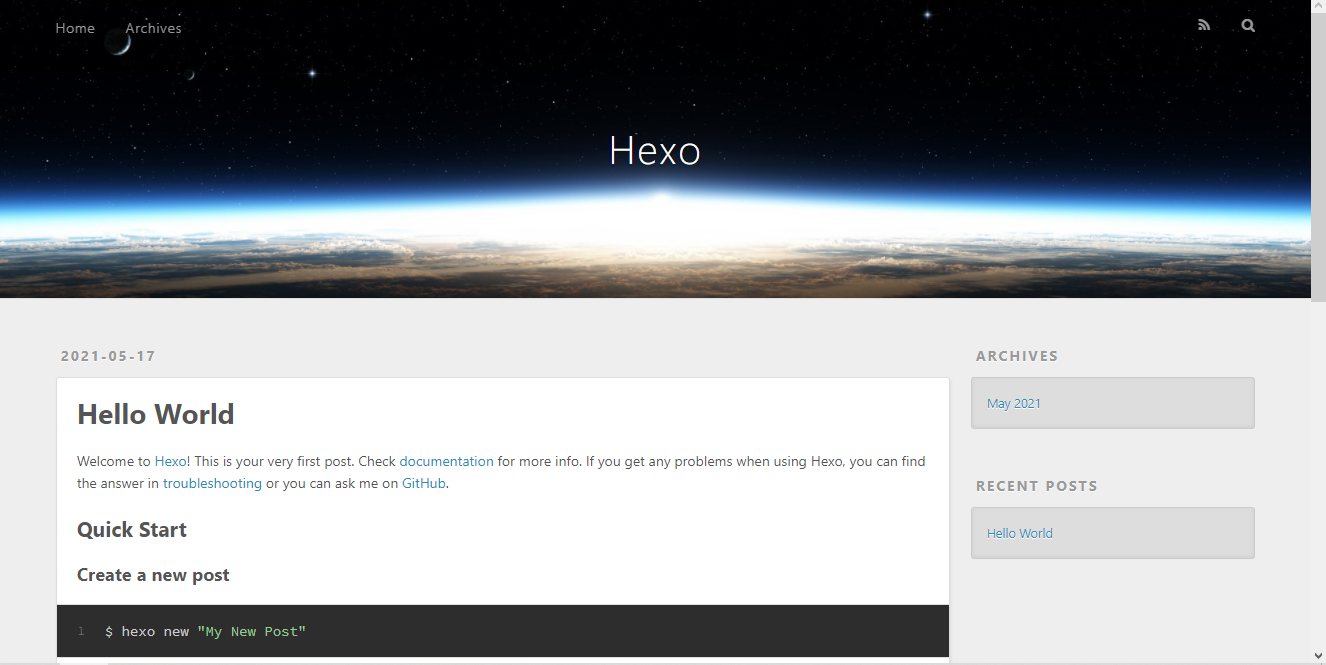 Home Archives
Hexo
2021-05-17
Hello World
Welcome to Hexo! This is your very first post. Check documentation for more info. If you get any problems when using Hexo, you can find
the answer in troubleshooting or you can ask me on GitHub.
Quick Start
Create a new post
1 $ hexo new "My New Post"
ARCHIVES
May 2021
RECENT POSTS
Hello World